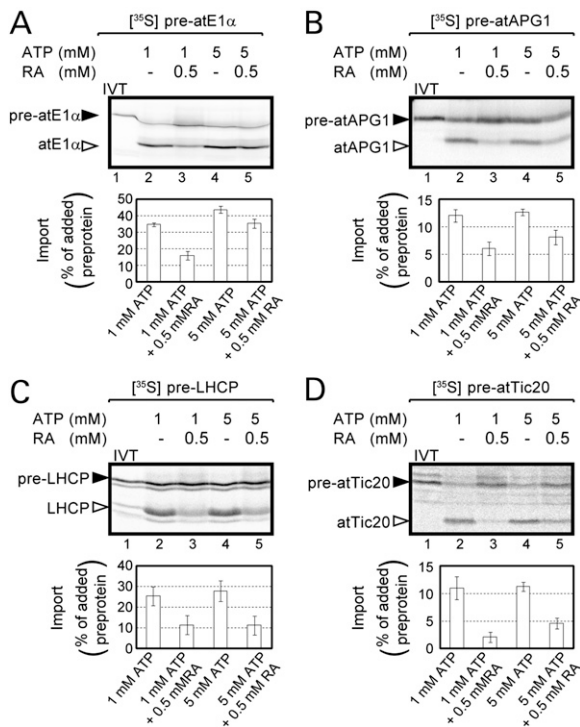 A
[³⁵S] pre-atE1α
ATP (mM) 1 1 5 5
RA (mM) - 0.5 - 0.5
IVT
pre-atE1α
atE1α
1 2 3 4 5
Import
(% of added preprotein)
50
40
30
20
10
0
1 mM ATP
1 mM ATP
+ 0.5 mMRA
5 mM ATP
5 mM ATP
+ 0.5 mM RA
B
[³⁵S] pre-atAPG1
ATP (mM) 1 1 5 5
RA (mM) - 0.5 - 0.5
IVT
pre-atAPG1
atAPG1
1 2 3 4 5
Import
(% of added preprotein)
15
10
5
0
1 mM ATP
1 mM ATP
+ 0.5 mMRA
5 mM ATP
5 mM ATP
+ 0.5 mM RA
C
[³⁵S] pre-LHCP
ATP (mM) 1 1 5 5
RA (mM) - 0.5 - 0.5
IVT
pre-LHCP
LHCP
1 2 3 4 5
Import
(% of added preprotein)
40
30
20
10
0
1 mM ATP
1 mM ATP
+ 0.5 mMRA
5 mM ATP
5 mM ATP
+ 0.5 mM RA
D
[³⁵S] pre-atTic20
ATP (mM) 1 1 5 5
RA (mM) - 0.5 - 0.5
IVT
pre-atTic20
atTic20
1 2 3 4 5
Import
(% of added preprotein)
15
10
5
0
1 mM ATP
1 mM ATP
+ 0.5 mMRA
5 mM ATP
5 mM ATP
+ 0.5 mM RA